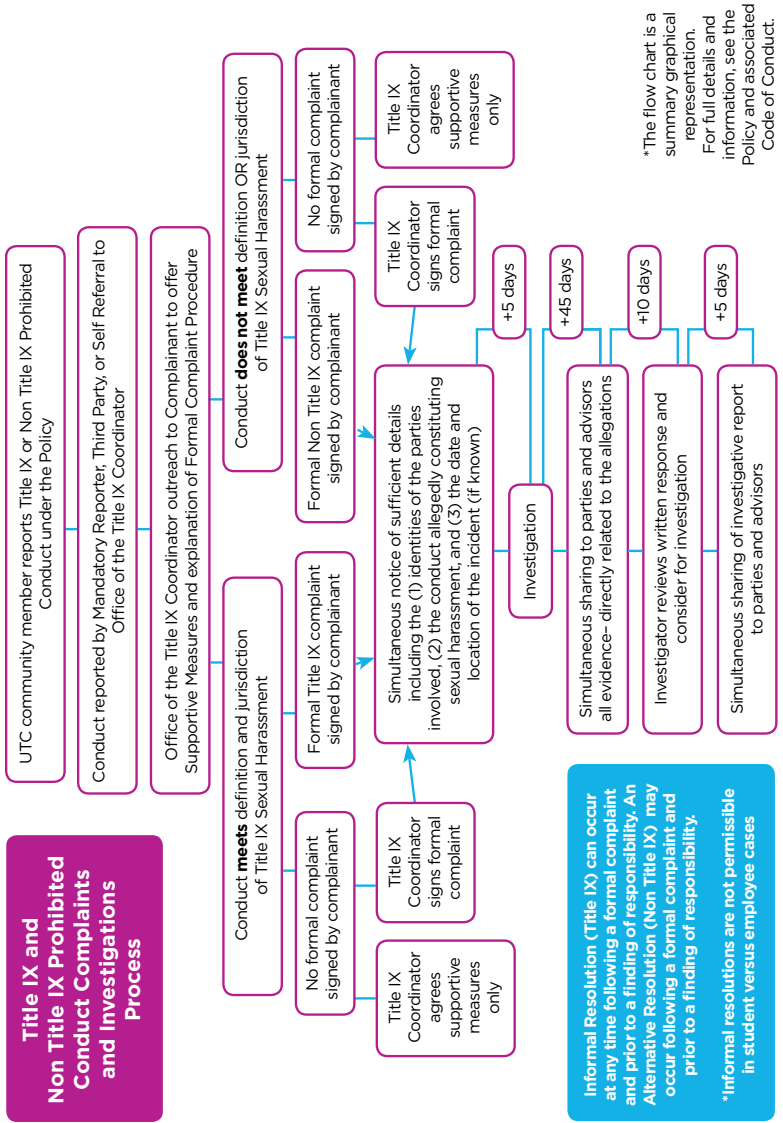 Title IX and
Non Title IX Prohibited
Conduct Complaints
and Investigations
Process
UTC community member reports Title IX or Non Title IX Prohibited
Conduct under the Policy
Conduct reported by Mandatory Reporter, Third Party, or Self Referral to
Office of the Title IX Coordinator
Office of the Title IX Coordinator outreach to Complainant to offer
Supportive Measures and explanation of Formal Complaint Procedure
Conduct meets definition and jurisdiction
of Title IX Sexual Harassment
Conduct does not meet definition OR jurisdiction
of Title IX Sexual Harassment
No formal complaint
signed by complainant
Formal Title IX complaint
signed by complainant
Formal Non Title IX complaint
signed by complainant
No formal complaint
signed by complainant
Title IX
Coordinator
agrees
supportive
measures
only
Title IX
Coordinator
signs formal
complaint
Simultaneous notice of sufficient details
including the (1) identities of the parties
involved, (2) the conduct allegedly constituting
sexual harassment, and (3) the date and
location of the incident (if known)
Title IX
Coordinator
signs formal
complaint
Title IX
Coordinator
agrees
supportive
measures
only
+5 days
Investigation
+45 days
Simultaneous sharing to parties and advisors
all evidence– directly related to the allegations
+10 days
Investigator reviews written response and
consider for investigation
+5 days
Simultaneous sharing of investigative report
to parties and advisors
Informal Resolution (Title IX) can occur
at any time following a formal complaint
and prior to a finding of responsibility. An
Alternative Resolution (Non Title IX) may
occur following a formal complaint and
prior to a finding of responsibility.
*Informal resolutions are not permissible
in student versus employee cases
*The flow chart is a
summary graphical
representation.
For full details and
information, see the
Policy and associated
Code of Conduct.